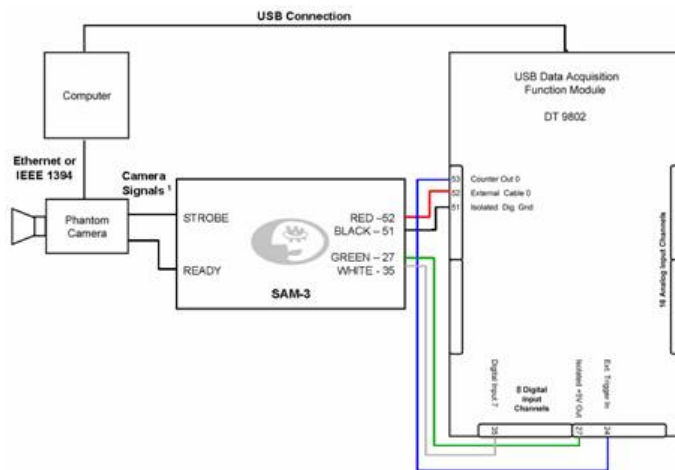 USB Connection
USB Data Acquisition
Function Module
DT 9802
Computer
Ethernet or
IEEE 1394
Camera
Signals 1
Phantom
Camera
STROBE
READY
RED –52
BLACK – 51
GREEN – 27
WHITE - 35
SAM-3
53 Counter Out 0
52 External Cable 0
51 Isolated Dig. Gnd
16 Analog Input Channels
Digital Input 7
8 Digital
Input
Channels
Isolated +5V Out
Ext. Trigger In
35
27
24